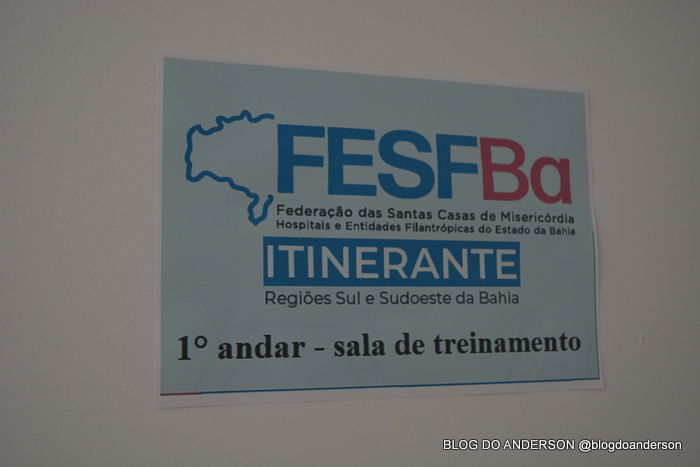 FESFBa
Federação das Santas Casas de Misericórdia
Hospitais e Entidades Filantrópicas do Estado da Bahia
ITINERANTE
Regiões Sul e Sudoeste da Bahia
1° andar - sala de treinamento
BLOG DO ANDERSON @blogdoanderson